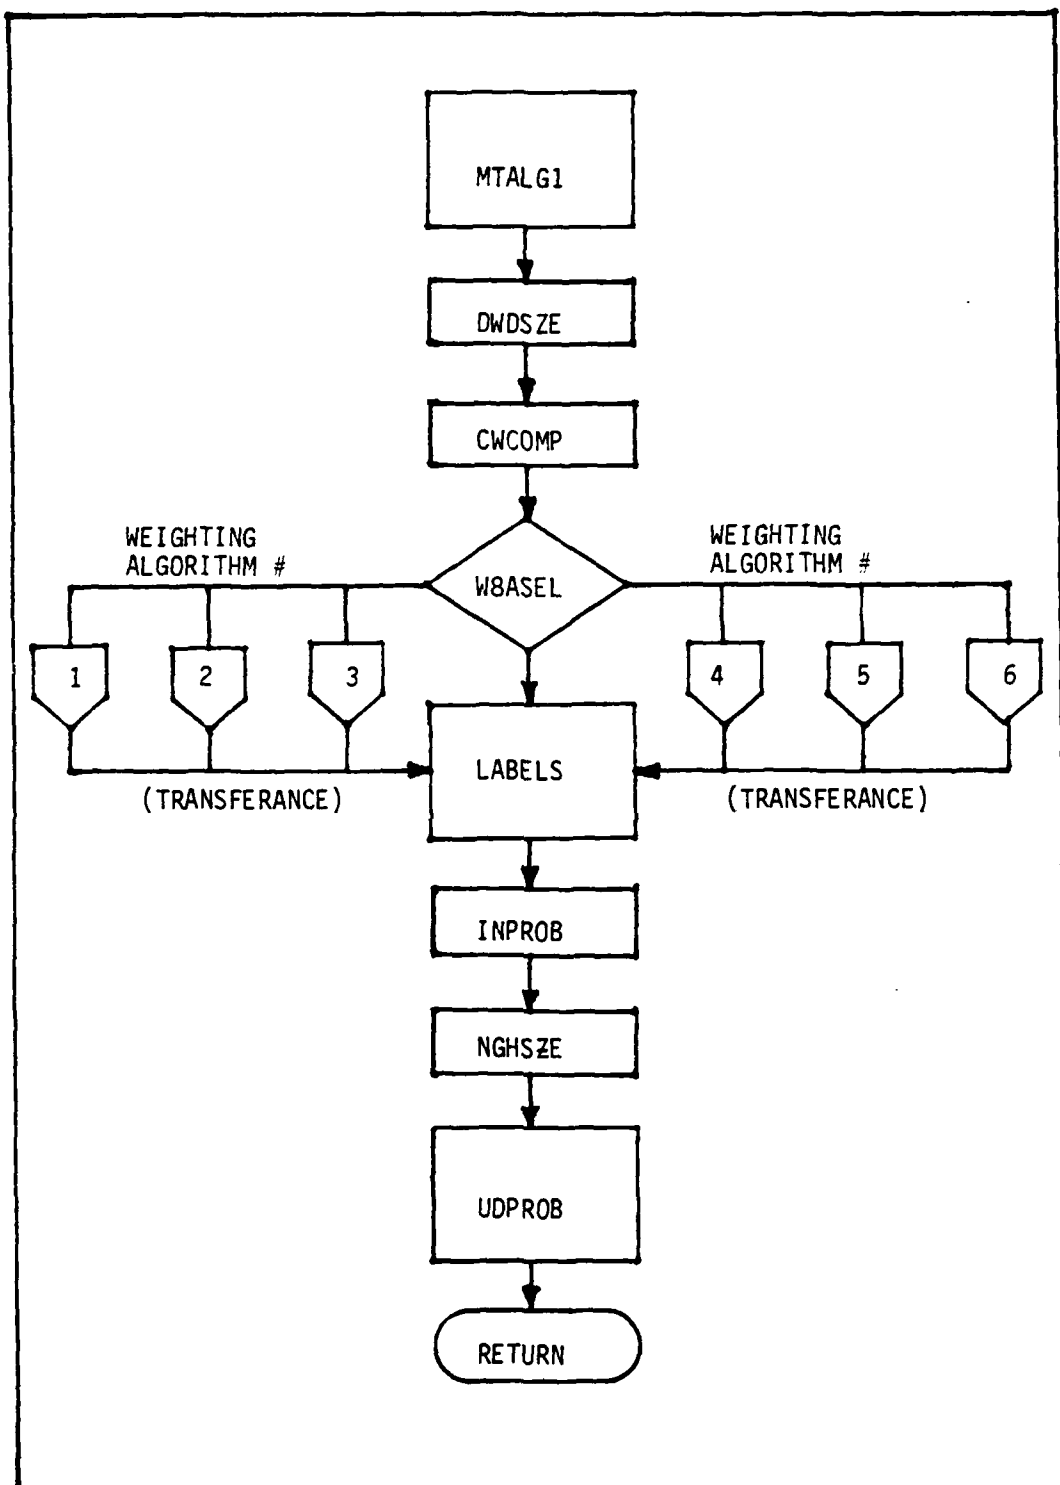 MTALG1
DWDSZE
CWCOMP
WEIGHTING
ALGORITHM #
W8ASEL
WEIGHTING
ALGORITHM #
1
2
3
4
5
6
LABELS
(TRANSFERANCE)
(TRANSFERANCE)
INPROB
NGHSZE
UDPROB
RETURN